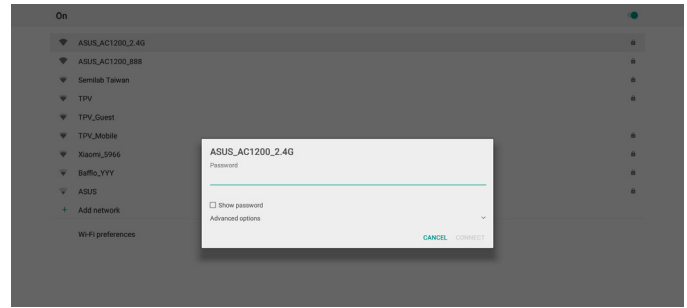 On
ASUS_AC1200_2.4G
ASUS_AC1200_888
Semilab Taiwan
TPV
TPV_Guest
TPV_Mobile
Xiaomi_5966
Baffio_YYY
ASUS
Add network
Wi-Fi preferences
ASUS_AC1200_2.4G
Password
Show password
Advanced options
CANCEL CONNECT